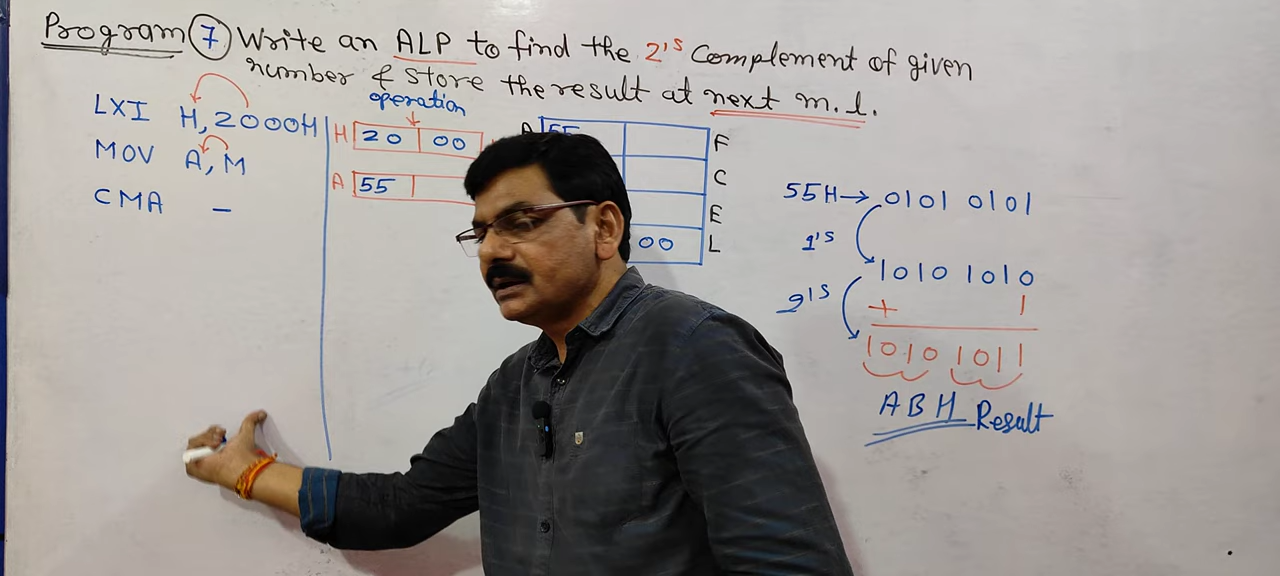 Program 7 Write an ALP to find the 2's Complement of given
number & store the result at next m.l.
operation
LXI H, 2000H
MOV A, M
CMA –
H 20 00
A 55
A 55 F
C
E
00 L
55H → 0101 0101
1's
1010 1010
2's
+ 1
1010 1011
ABH Result